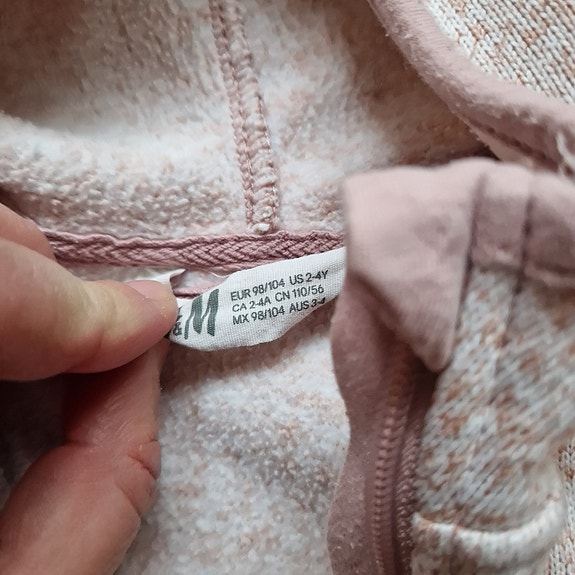 &M
EUR 98/104 US 2-4Y
CA 2-4A CN 110/56
MX 98/104 AUS 3-4